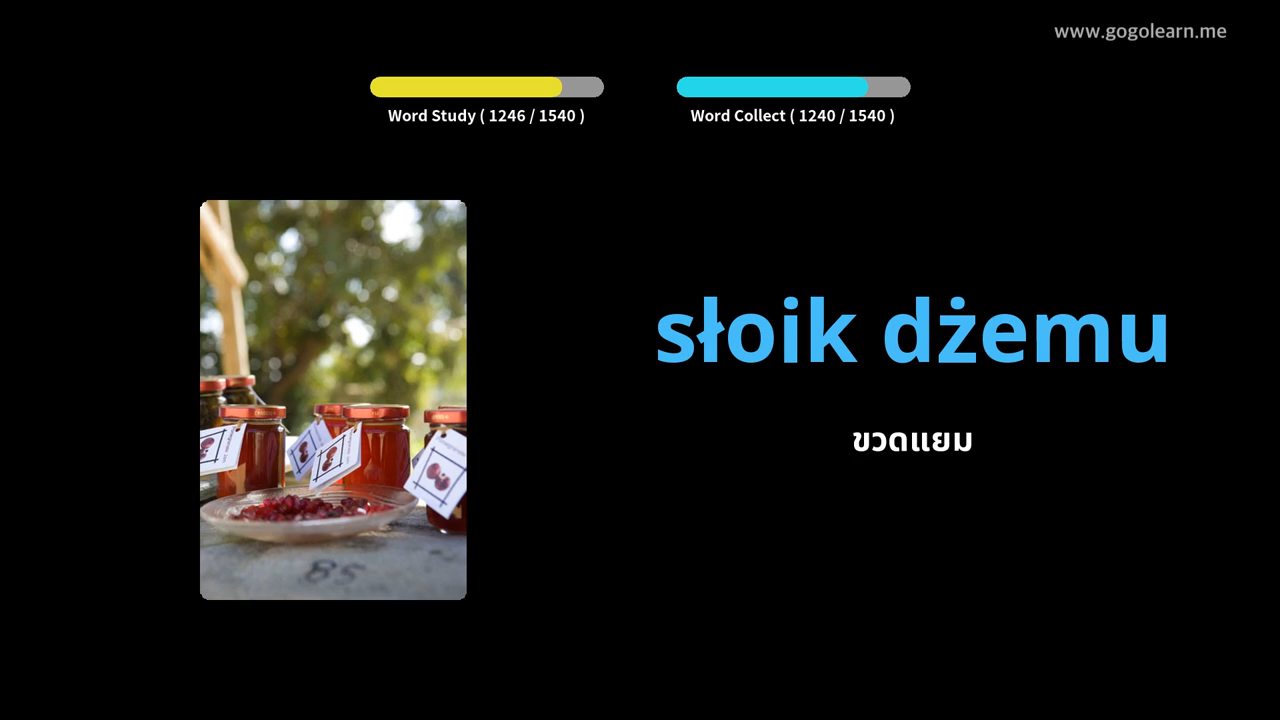 www.gogolearn.me
Word Study ( 1246 / 1540 )
Word Collect ( 1240 / 1540 )
słoik dżemu
ขวดแยม
85